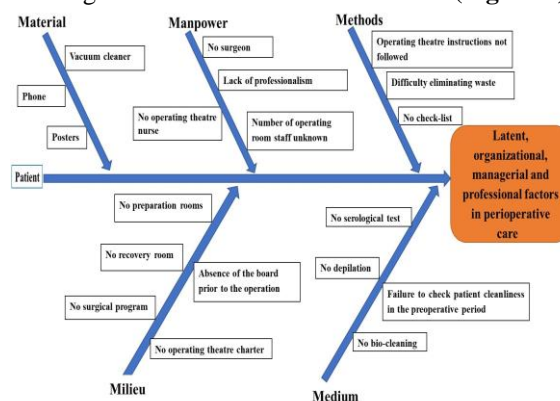 Material
Manpower
Methods
Vacuum cleaner
Phone
Posters
No surgeon
Lack of professionalism
No operating theatre
nurse
Number of operating
room staff unknown
Operating theatre instructions not
followed
Difficulty eliminating waste
No check-list
Patient
Latent,
organizational,
managerial and
professional factors
in perioperative
care
No preparation rooms
No recovery room
Absence of the board
prior to the operation
No surgical program
No operating theatre charter
No serological test
No depilation
Failure to check patient cleanliness
in the preoperative period
No bio-cleaning
Milieu
Medium